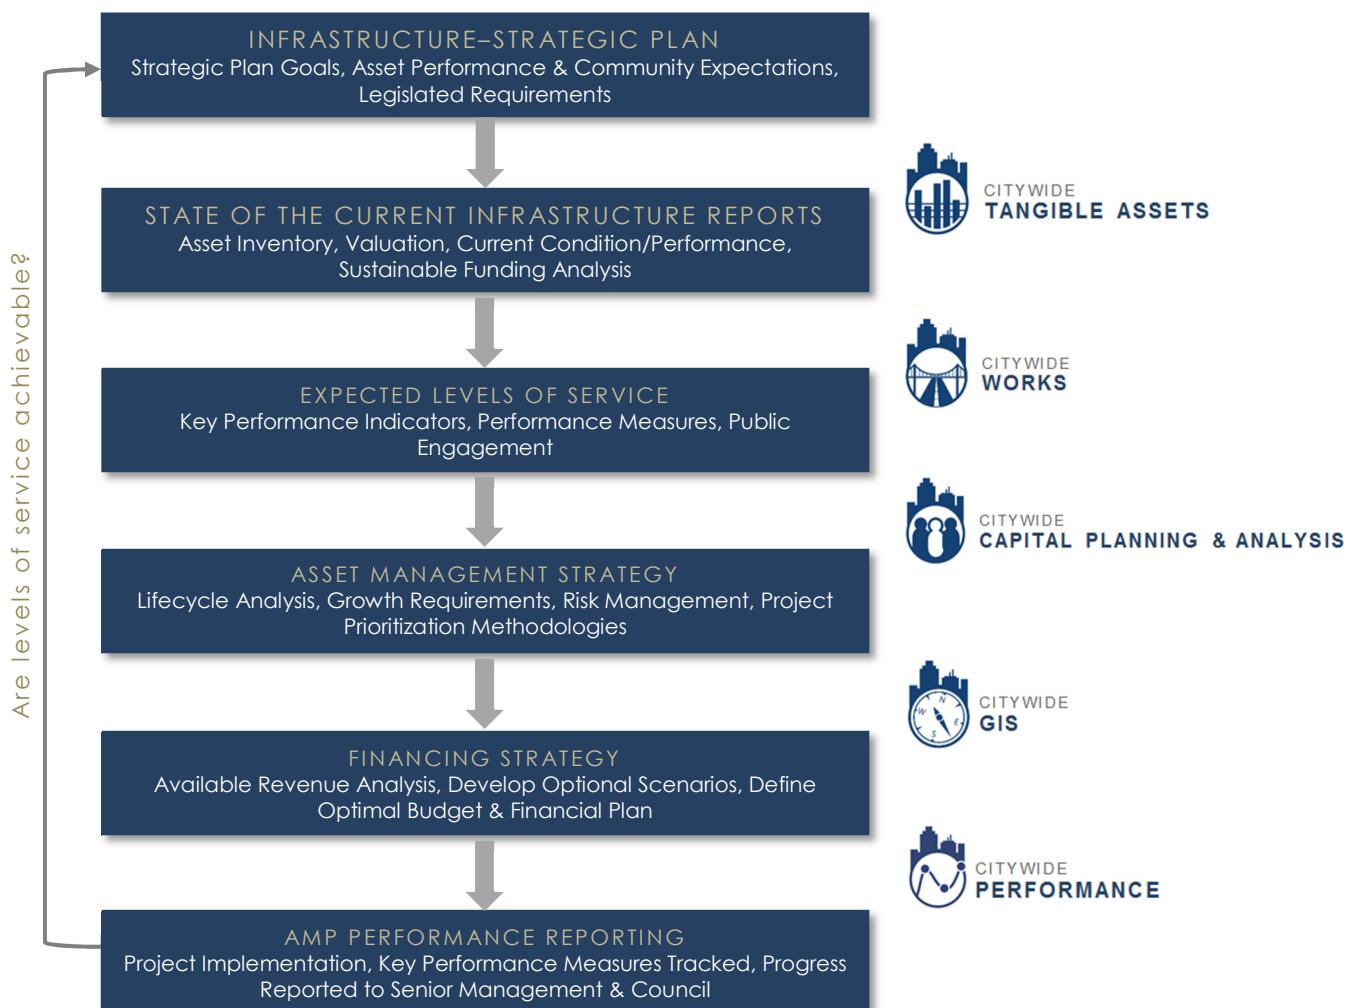 INFRASTRUCTURE–STRATEGIC PLAN
Strategic Plan Goals, Asset Performance & Community Expectations,
Legislated Requirements
STATE OF THE CURRENT INFRASTRUCTURE REPORTS
Asset Inventory, Valuation, Current Condition/Performance,
Sustainable Funding Analysis
EXPECTED LEVELS OF SERVICE
Key Performance Indicators, Performance Measures, Public
Engagement
ASSET MANAGEMENT STRATEGY
Lifecycle Analysis, Growth Requirements, Risk Management, Project
Prioritization Methodologies
FINANCING STRATEGY
Available Revenue Analysis, Develop Optional Scenarios, Define
Optimal Budget & Financial Plan
AMP PERFORMANCE REPORTING
Project Implementation, Key Performance Measures Tracked, Progress
Reported to Senior Management & Council
Are levels of service achievable?
CITYWIDE
TANGIBLE ASSETS
CITYWIDE
WORKS
CITYWIDE
CAPITAL PLANNING & ANALYSIS
N
W
E
S
CITYWIDE
GIS
CITYWIDE
PERFORMANCE